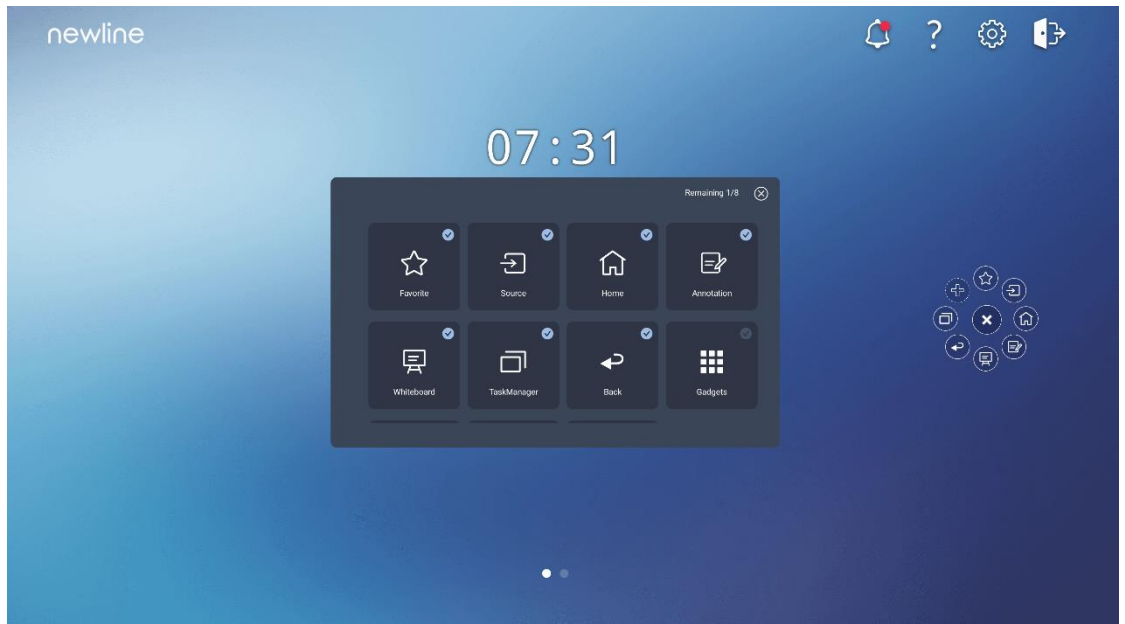 newline
07:31
Remaining 1/8
Favorite
Source
Home
Annotation
Whiteboard
TaskManager
Back
Gadgets